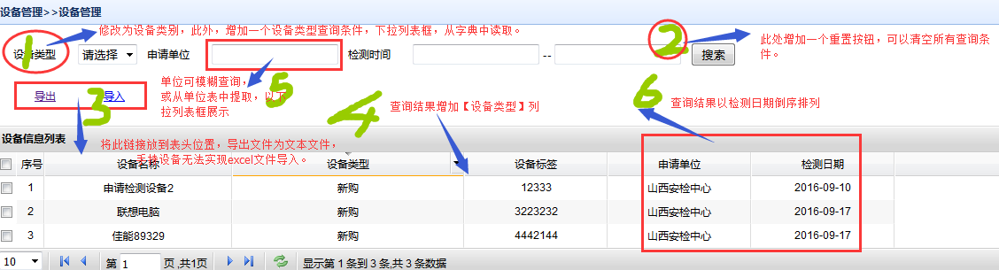 设备管理>>设备管理
修改为设备类别，此外，增加一个设备类型查询条件，下拉列表框，从字典中读取。
1
2
此处增加一个重置按钮，可以清空所有查询条件。
设备类型 请选择 申请单位 检测时间 -- 搜索
单位可模糊查询，
或从单位表中提取，以下
拉列表框展示
5
导出 导入
3
4
查询结果增加【设备类型】列
6
查询结果以检测日期倒序排列
设备信息列表
将此链接放到表头位置，导出文件为文本文件，
手持设备无法实现excel文件导入。
序号 设备名称 设备类型 设备标签 申请单位 检测日期
1 申请检测设备2 新购 12333 山西安检中心 2016-09-10
2 联想电脑 新购 3223232 山西安检中心 2016-09-17
3 佳能89329 新购 4442144 山西安检中心 2016-09-17
10 第 1 页 ,共1页 显示第 1 条到 3 条,共 3 条数据